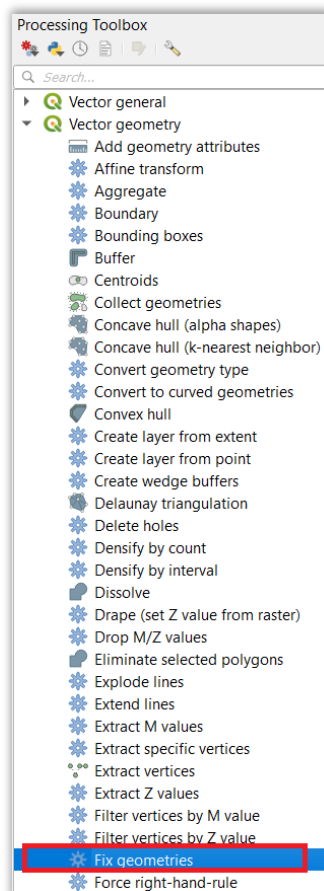 Processing Toolbox
Search...
Vector general
Vector geometry
Add geometry attributes
Affine transform
Aggregate
Boundary
Bounding boxes
Buffer
Centroids
Collect geometries
Concave hull (alpha shapes)
Concave hull (k-nearest neighbor)
Convert geometry type
Convert to curved geometries
Convex hull
Create layer from extent
Create layer from point
Create wedge buffers
Delaunay triangulation
Delete holes
Densify by count
Densify by interval
Dissolve
Drape (set Z value from raster)
Drop M/Z values
Eliminate selected polygons
Explode lines
Extend lines
Extract M values
Extract specific vertices
Extract vertices
Extract Z values
Filter vertices by M value
Filter vertices by Z value
Fix geometries
Force right-hand-rule